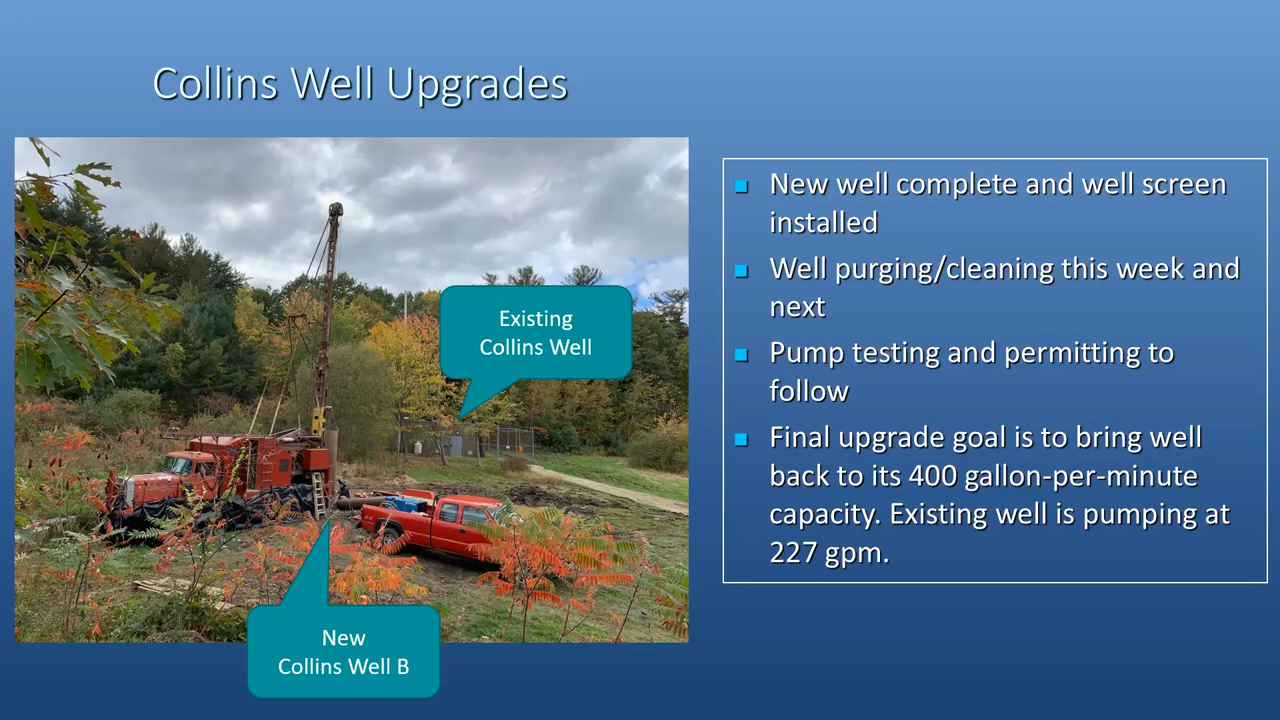 Collins Well Upgrades
Existing
Collins Well
New
Collins Well B
New well complete and well screen
installed
Well purging/cleaning this week and
next
Pump testing and permitting to
follow
Final upgrade goal is to bring well
back to its 400 gallon-per-minute
capacity. Existing well is pumping at
227 gpm.